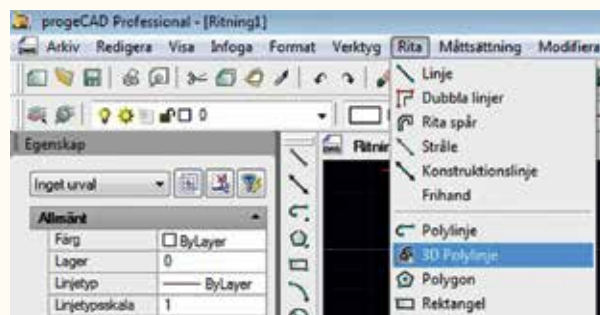 progeCAD Professional - [Ritning1]
Arkiv Redigera Visa Infoga Format Verktyg Rita Måttsättning Modifiera
0
Egenskap
Inget urval
Allmänt
Färg ByLayer
Lager 0
Linjetyp ByLayer
Linjetypsskala 1
Linje
Dubbla linjer
Rita spår
Stråle
Konstruktionslinje
Frihand
Polylinje
3D Polylinje
Polygon
Rektangel